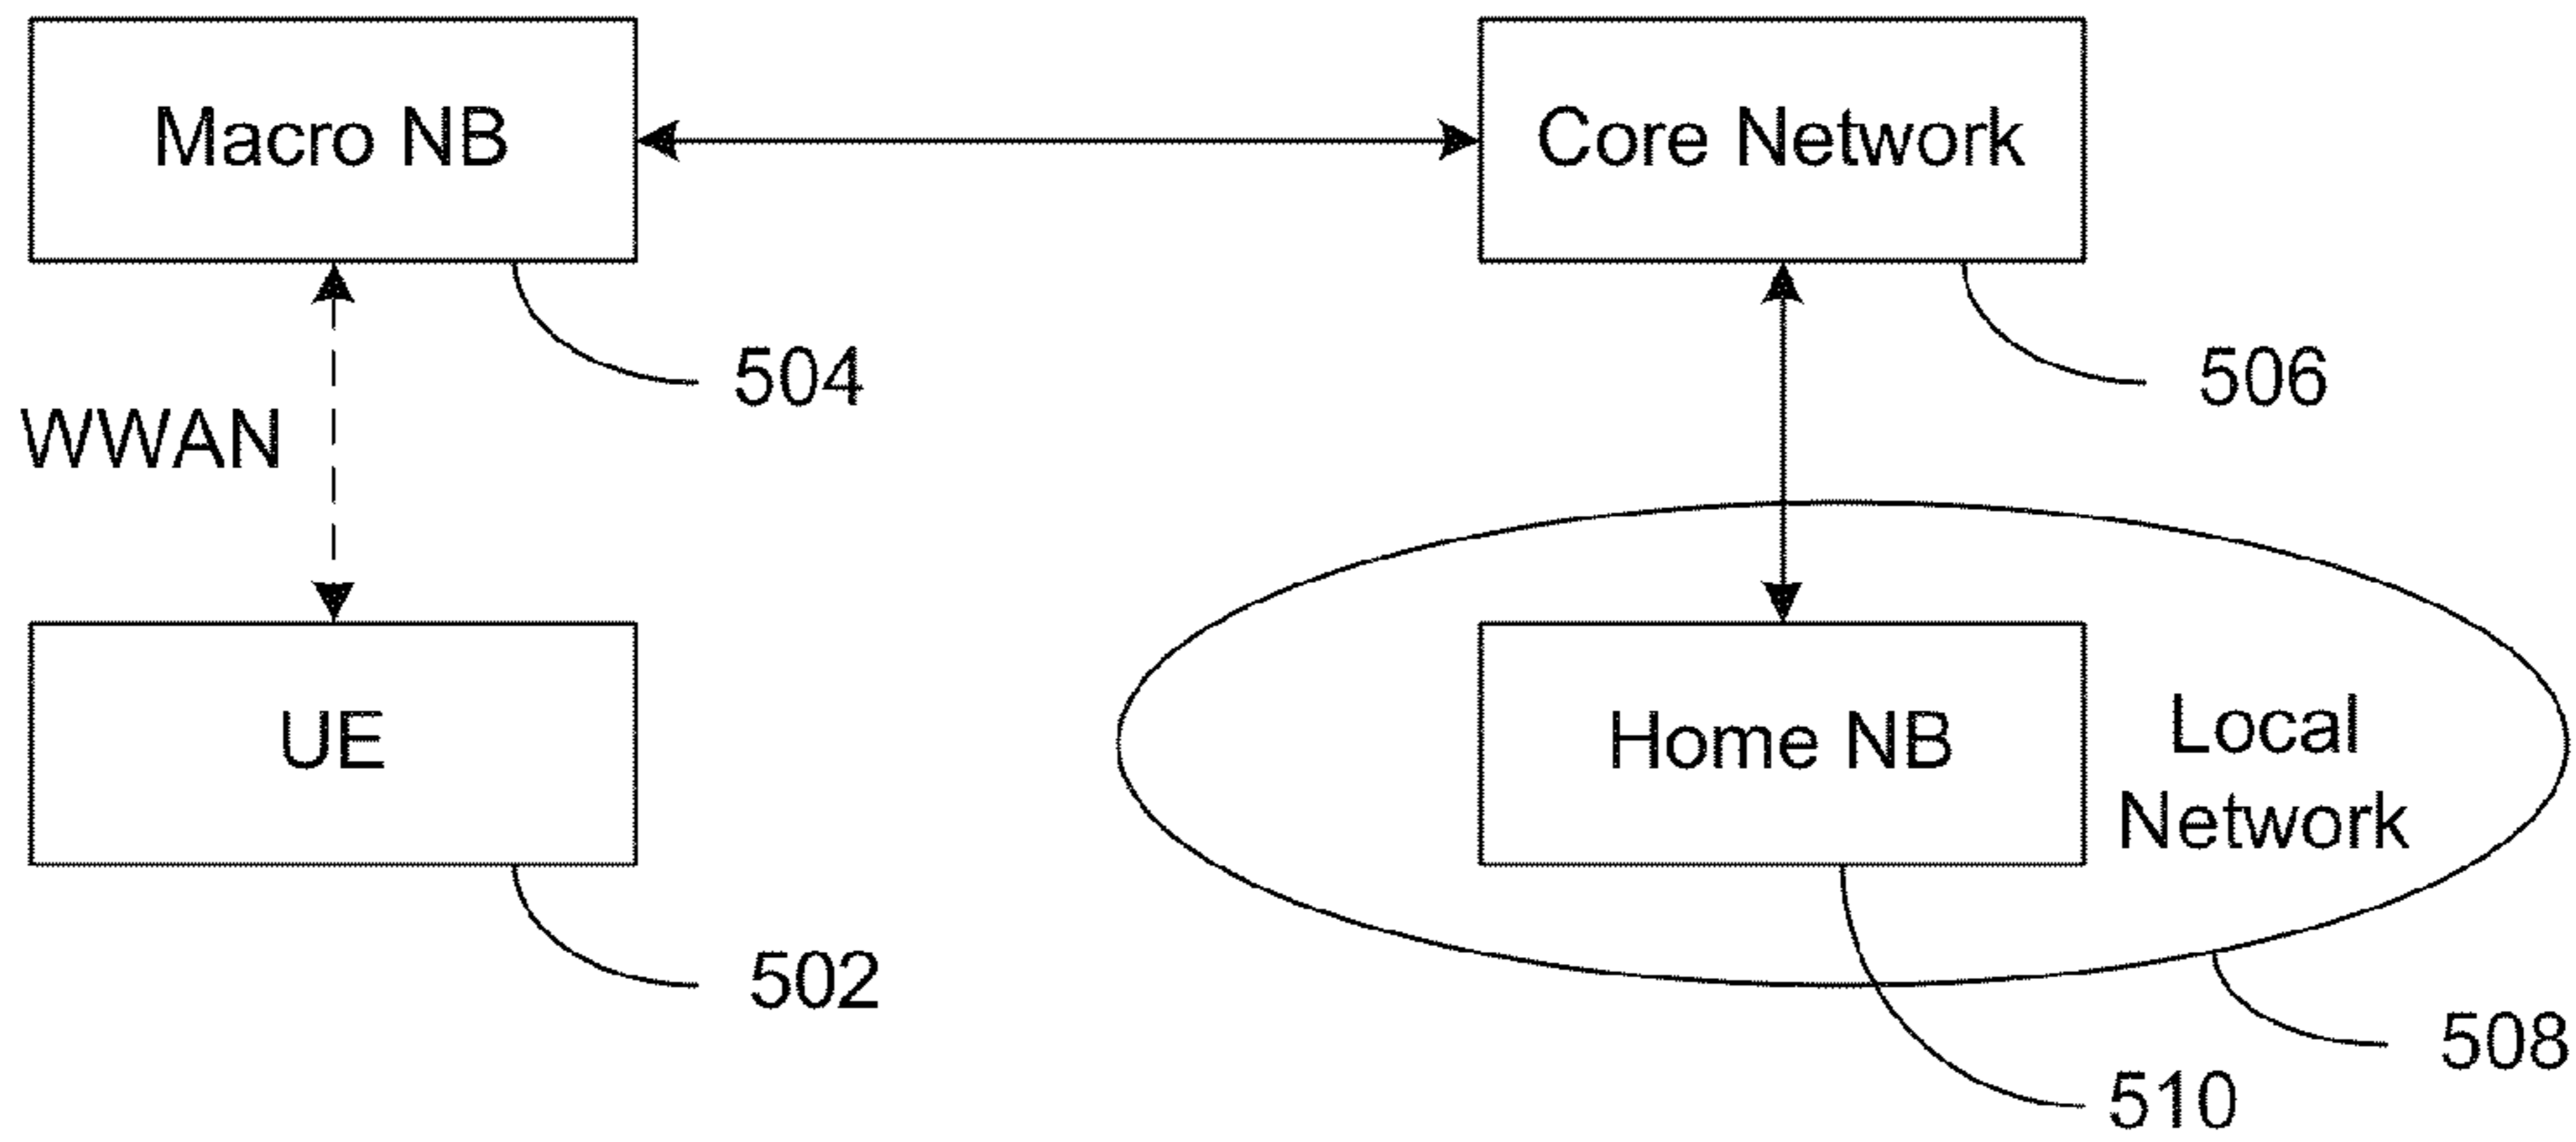 Macro NB
Core Network
504
506
WWAN
UE
Home NB
Local
Network
502
508
510